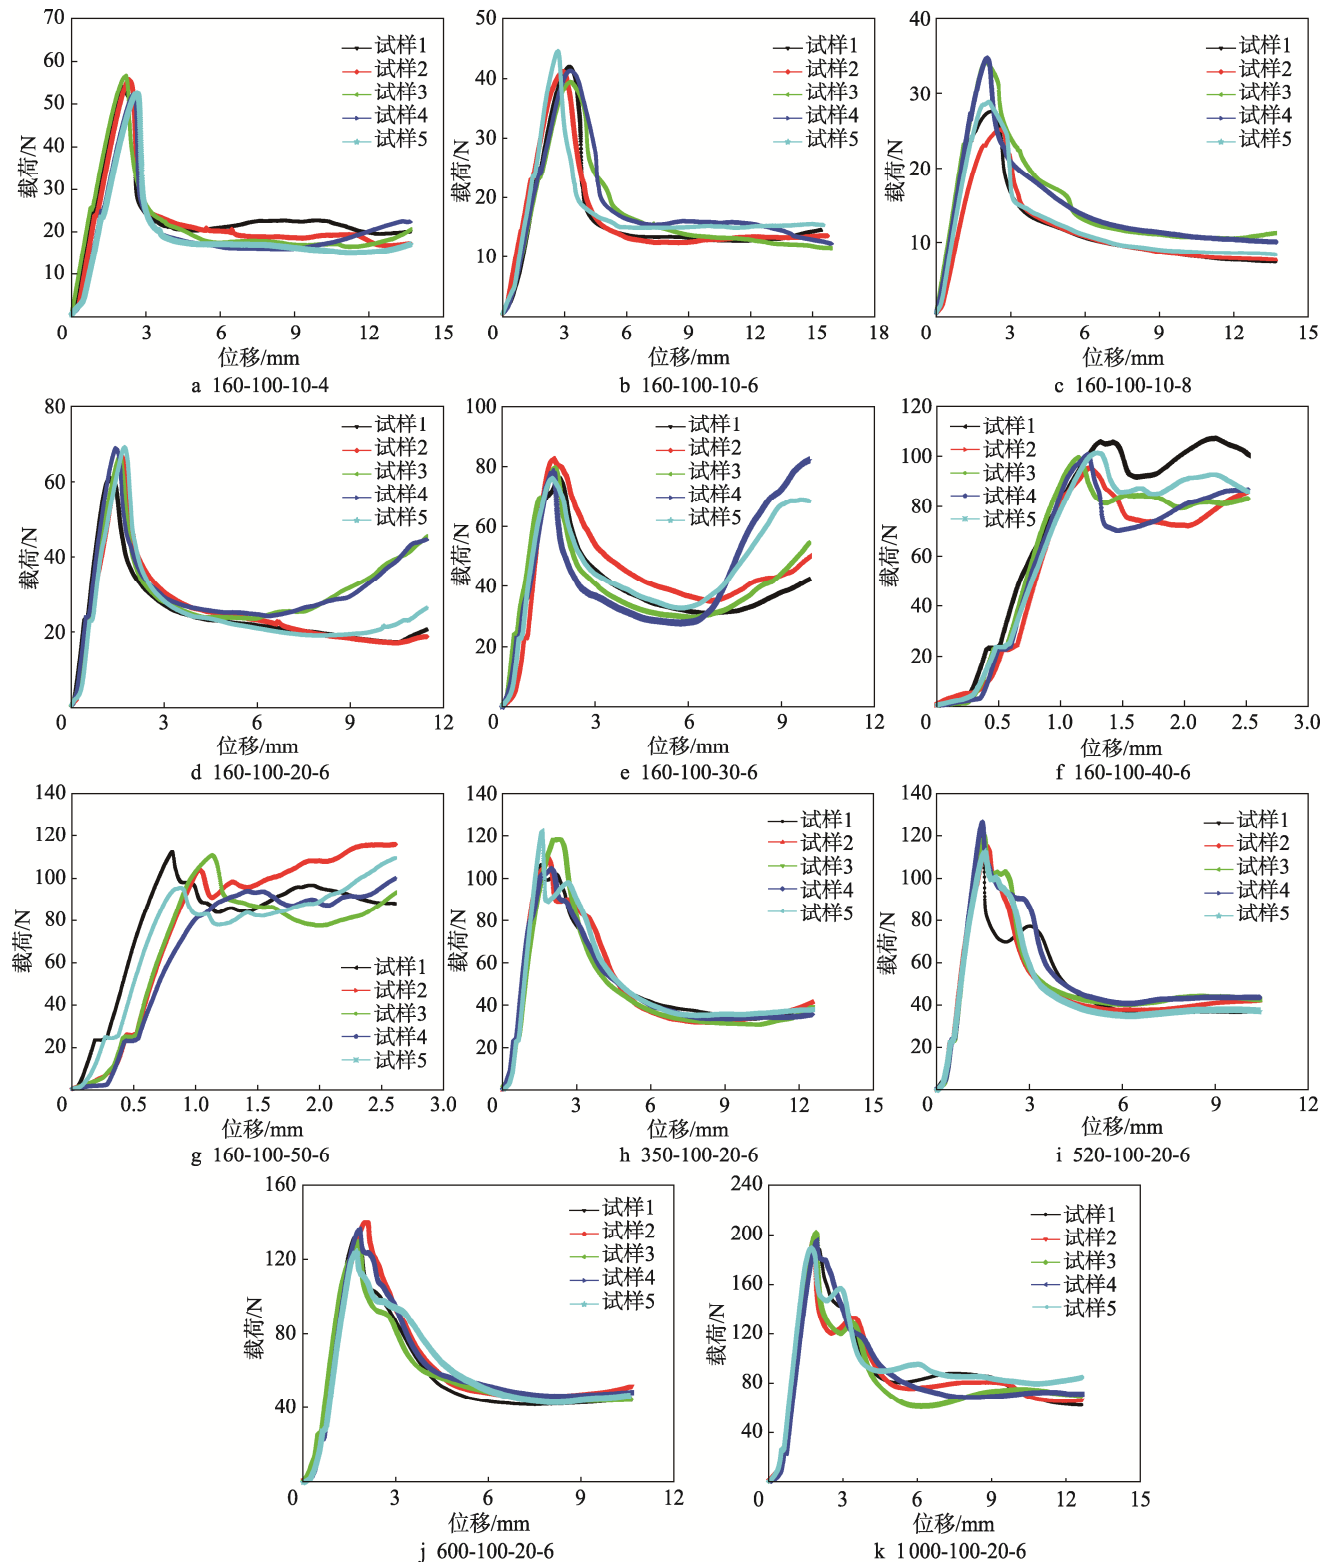 70
60
50
40
30
20
10
0
3
6
9
12
15
载荷/N
位移/mm
试样1
试样2
试样3
试样4
试样5
a 160-100-10-4
50
40
30
20
10
0
3
6
9
12
15
18
载荷/N
位移/mm
试样1
试样2
试样3
试样4
试样5
b 160-100-10-6
40
30
20
10
0
3
6
9
12
15
载荷/N
位移/mm
试样1
试样2
试样3
试样4
试样5
c 160-100-10-8
80
60
40
20
0
3
6
9
12
载荷/N
位移/mm
试样1
试样2
试样3
试样4
试样5
d 160-100-20-6
100
80
60
40
20
0
3
6
9
12
载荷/N
位移/mm
试样1
试样2
试样3
试样4
试样5
e 160-100-30-6
120
100
80
60
40
20
0
0.5
1.0
1.5
2.0
2.5
3.0
载荷/N
位移/mm
试样1
试样2
试样3
试样4
试样5
f 160-100-40-6
140
120
100
80
60
40
20
0
0.5
1.0
1.5
2.0
2.5
3.0
载荷/N
位移/mm
试样1
试样2
试样3
试样4
试样5
g 160-100-50-6
140
120
100
80
60
40
20
0
3
6
9
12
15
载荷/N
位移/mm
试样1
试样2
试样3
试样4
试样5
h 350-100-20-6
140
120
100
80
60
40
20
0
3
6
9
12
载荷/N
位移/mm
试样1
试样2
试样3
试样4
试样5
i 520-100-20-6
160
120
80
40
0
3
6
9
12
载荷/N
位移/mm
试样1
试样2
试样3
试样4
试样5
j 600-100-20-6
240
200
160
120
80
40
0
3
6
9
12
15
载荷/N
位移/mm
试样1
试样2
试样3
试样4
试样5
k 1 000-100-20-6